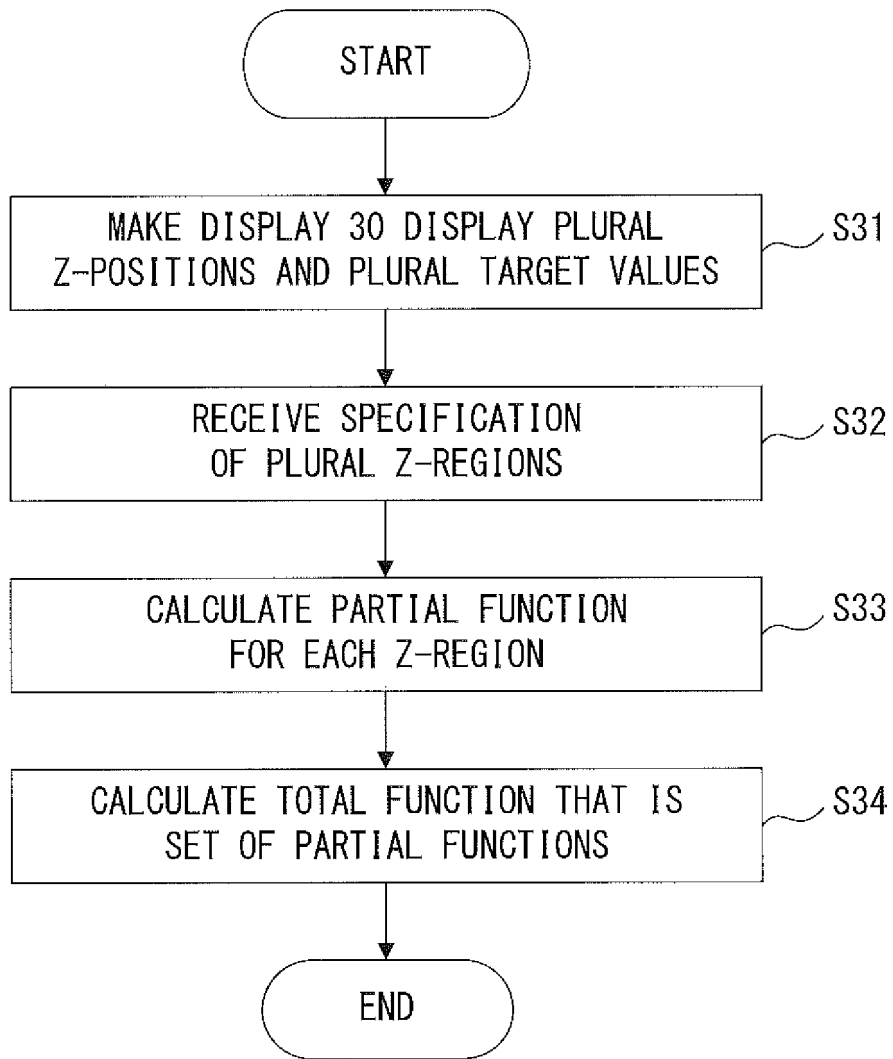 START
MAKE DISPLAY 30 DISPLAY PLURAL
Z-POSITIONS AND PLURAL TARGET VALUES
S31
RECEIVE SPECIFICATION
OF PLURAL Z-REGIONS
S32
CALCULATE PARTIAL FUNCTION
FOR EACH Z-REGION
S33
CALCULATE TOTAL FUNCTION THAT IS
SET OF PARTIAL FUNCTIONS
S34
END